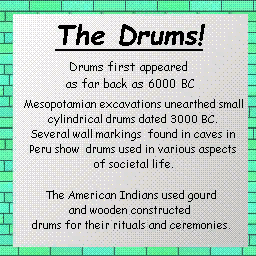 The Drums!
Drums first appeared
as far back as 6000 BC
Mesopotamian excavations unearthed small
cylindrical drums dated 3000 BC.
Several wall markings found in caves in
Peru show drums used in various aspects
of societal life.
The American Indians used gourd
and wooden constructed
drums for their rituals and ceremonies.